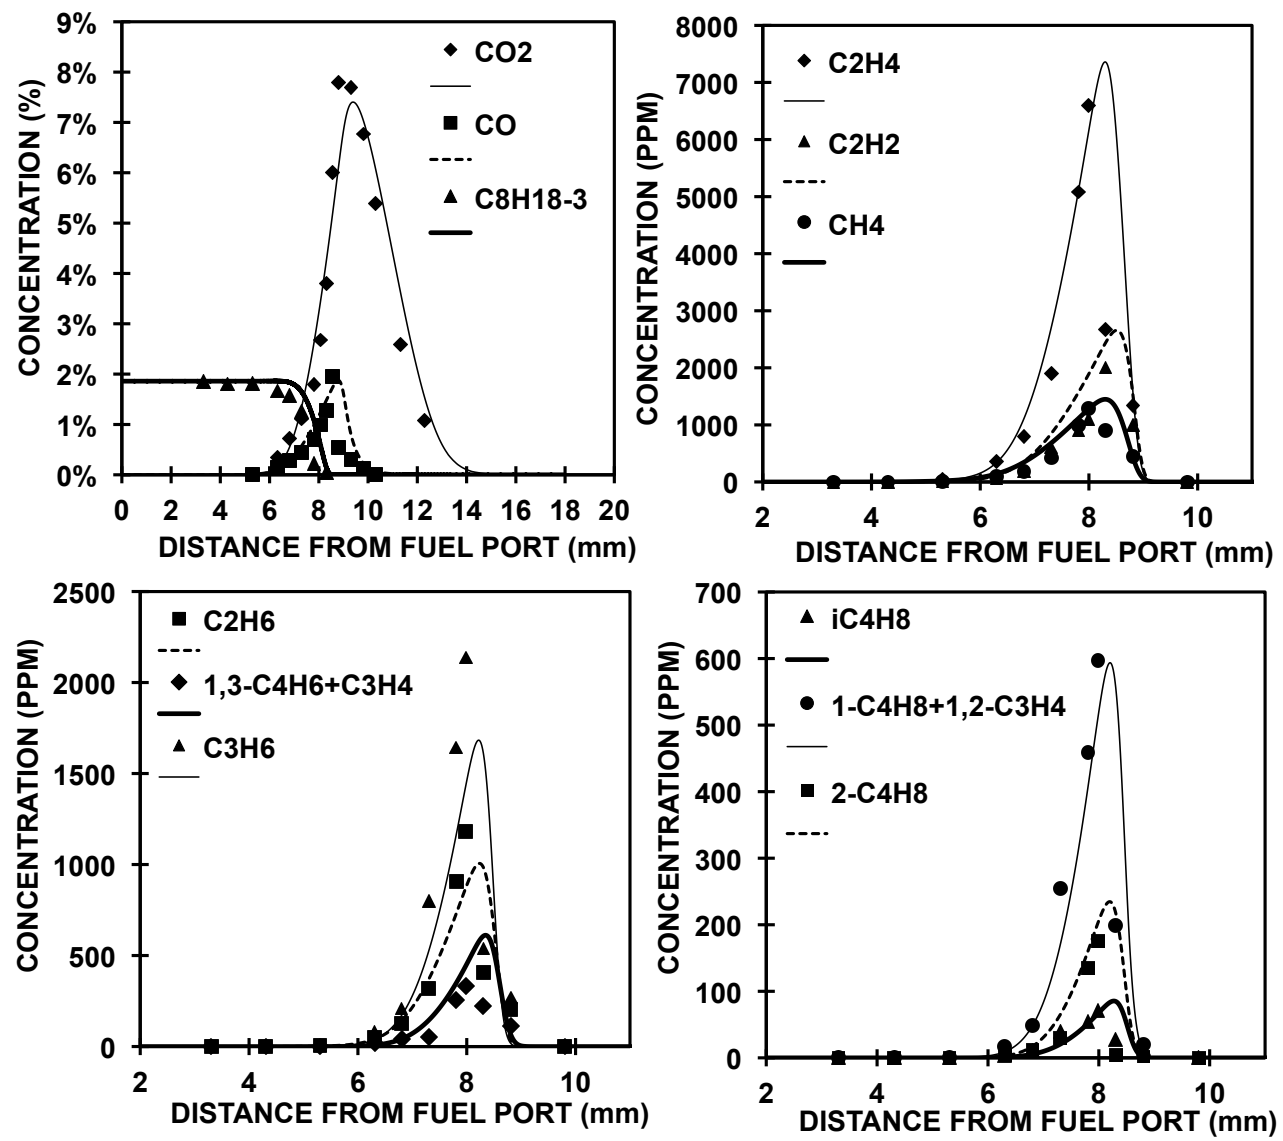 CONCENTRATION (%)
9%
8%
7%
6%
5%
4%
3%
2%
1%
0%
CO2
CO
C8H18-3
0 2 4 6 8 10 12 14 16 18 20
DISTANCE FROM FUEL PORT (mm)
CONCENTRATION (PPM)
8000
7000
6000
5000
4000
3000
2000
1000
0
C2H4
C2H2
CH4
2 4 6 8 10
DISTANCE FROM FUEL PORT (mm)
CONCENTRATION (PPM)
2500
2000
1500
1000
500
0
C2H6
1,3-C4H6+C3H4
C3H6
2 4 6 8 10
DISTANCE FROM FUEL PORT (mm)
CONCENTRATION (PPM)
700
600
500
400
300
200
100
0
iC4H8
1-C4H8+1,2-C3H4
2-C4H8
2 4 6 8 10
DISTANCE FROM FUEL PORT (mm)